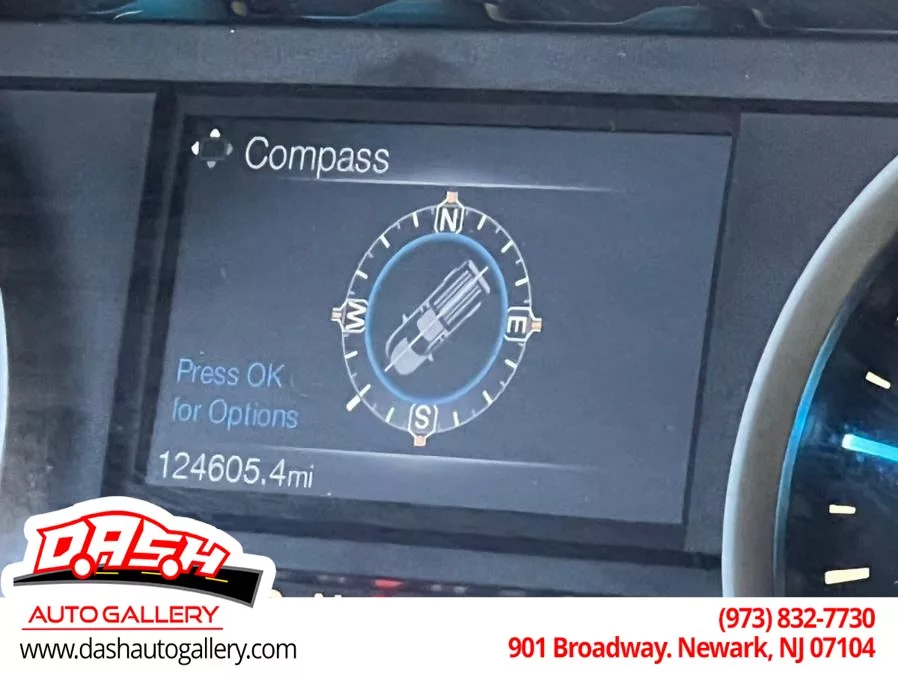 Compass
N
W
E
S
Press OK
for Options
124605.4mi
DASH
AUTO GALLERY
www.dashautogallery.com
(973) 832-7730
901 Broadway. Newark, NJ 07104